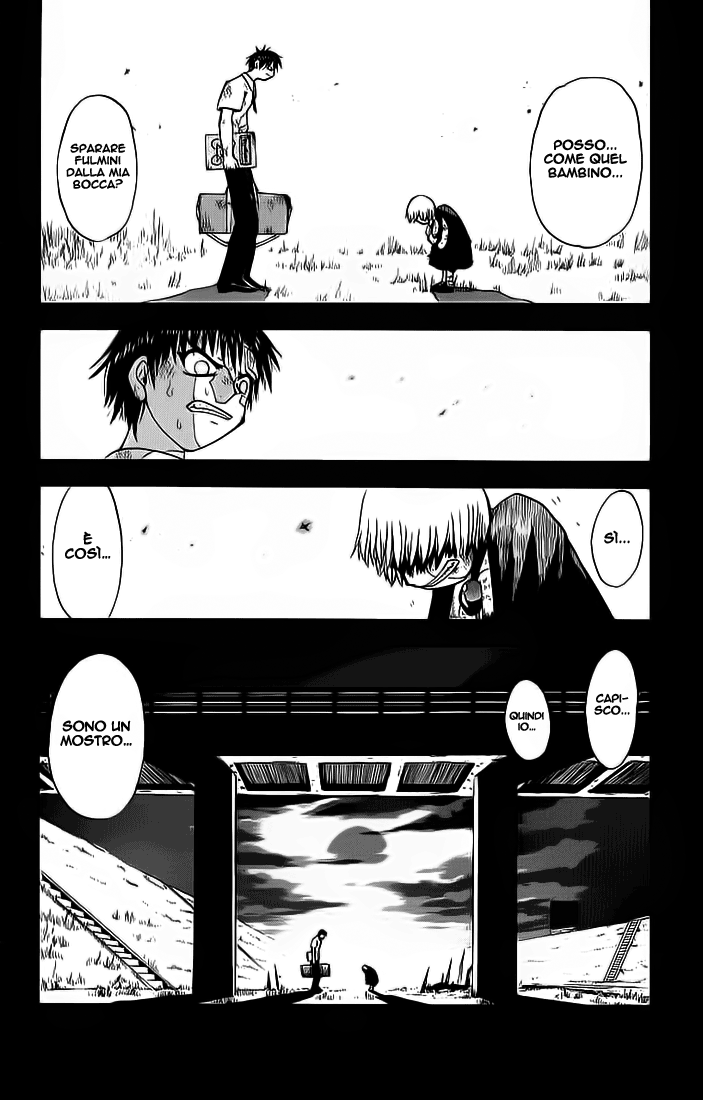 POSSO...
COME QUEL
BAMBINO...
SPARARE
FULMINI
DALLA MIA
BOCCA?
SÌ...
È
COSÌ...
CAPI-
SCO...
QUINDI
IO...
SONO UN
MOSTRO...